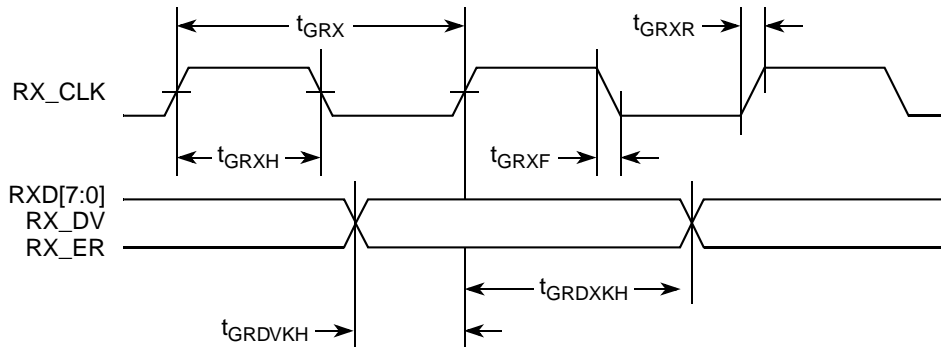 tGRX
tGRXR
RX_CLK
tGRXH
tGRXF
RXD[7:0]
RX_DV
RX_ER
tGRDXKH
tGRDVKH